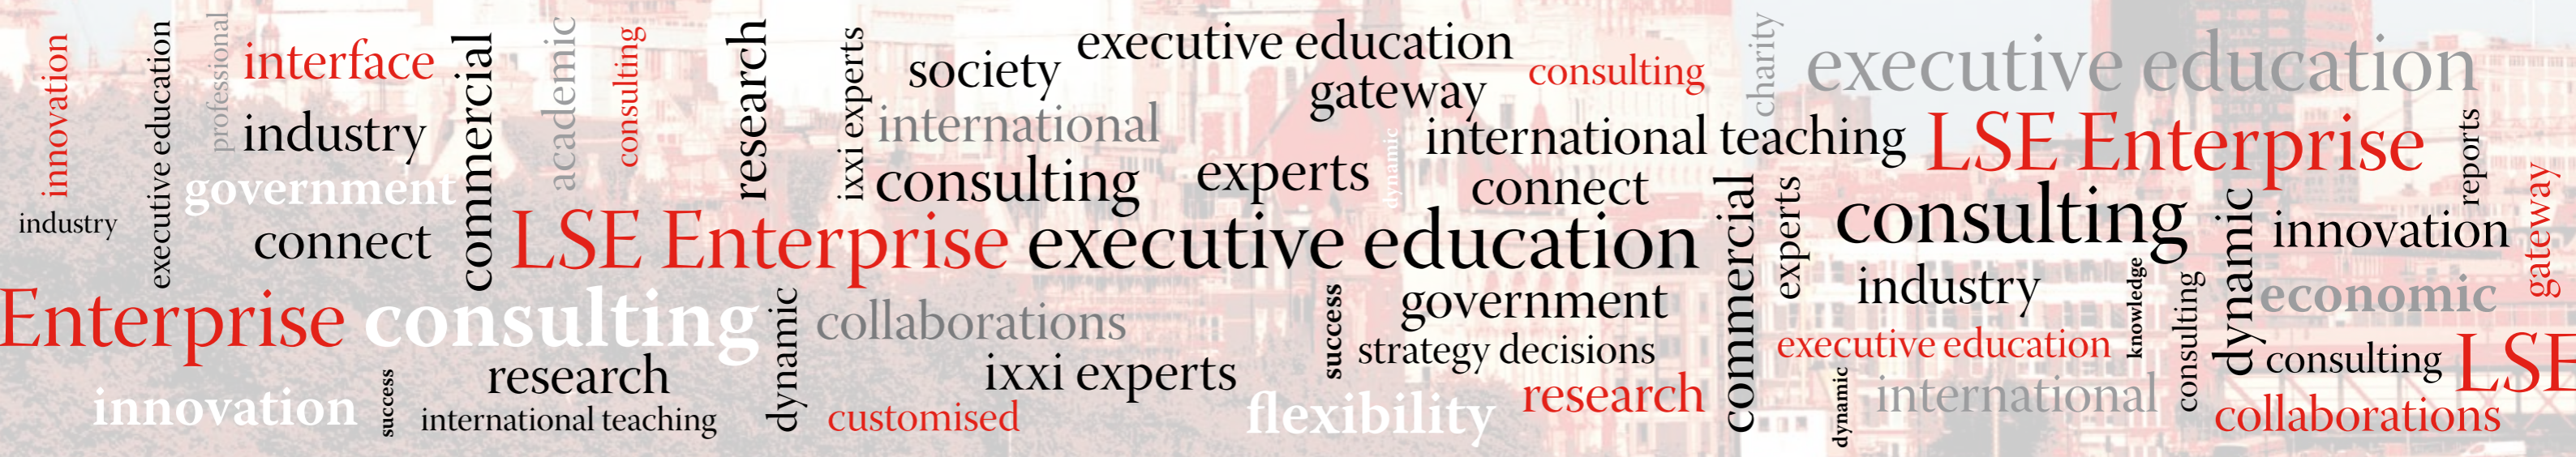 innovation
executive education
professional
interface
industry
government
industry
connect
commercial
academic
consulting
research
ixxi experts
society
international
consulting
executive education
gateway
consulting
experts
dynamic
international teaching
connect
charity
executive education
LSE Enterprise
reports
LSE Enterprise
executive education
commercial
experts
consulting
dynamic
innovation
gateway
Enterprise
consulting
dynamic
collaborations
success
government
strategy decisions
industry
knowledge
consulting
economic
executive education
innovation
success
research
international teaching
customised
ixxi experts
flexibility
research
dynamic
international
consulting
LSE
collaborations